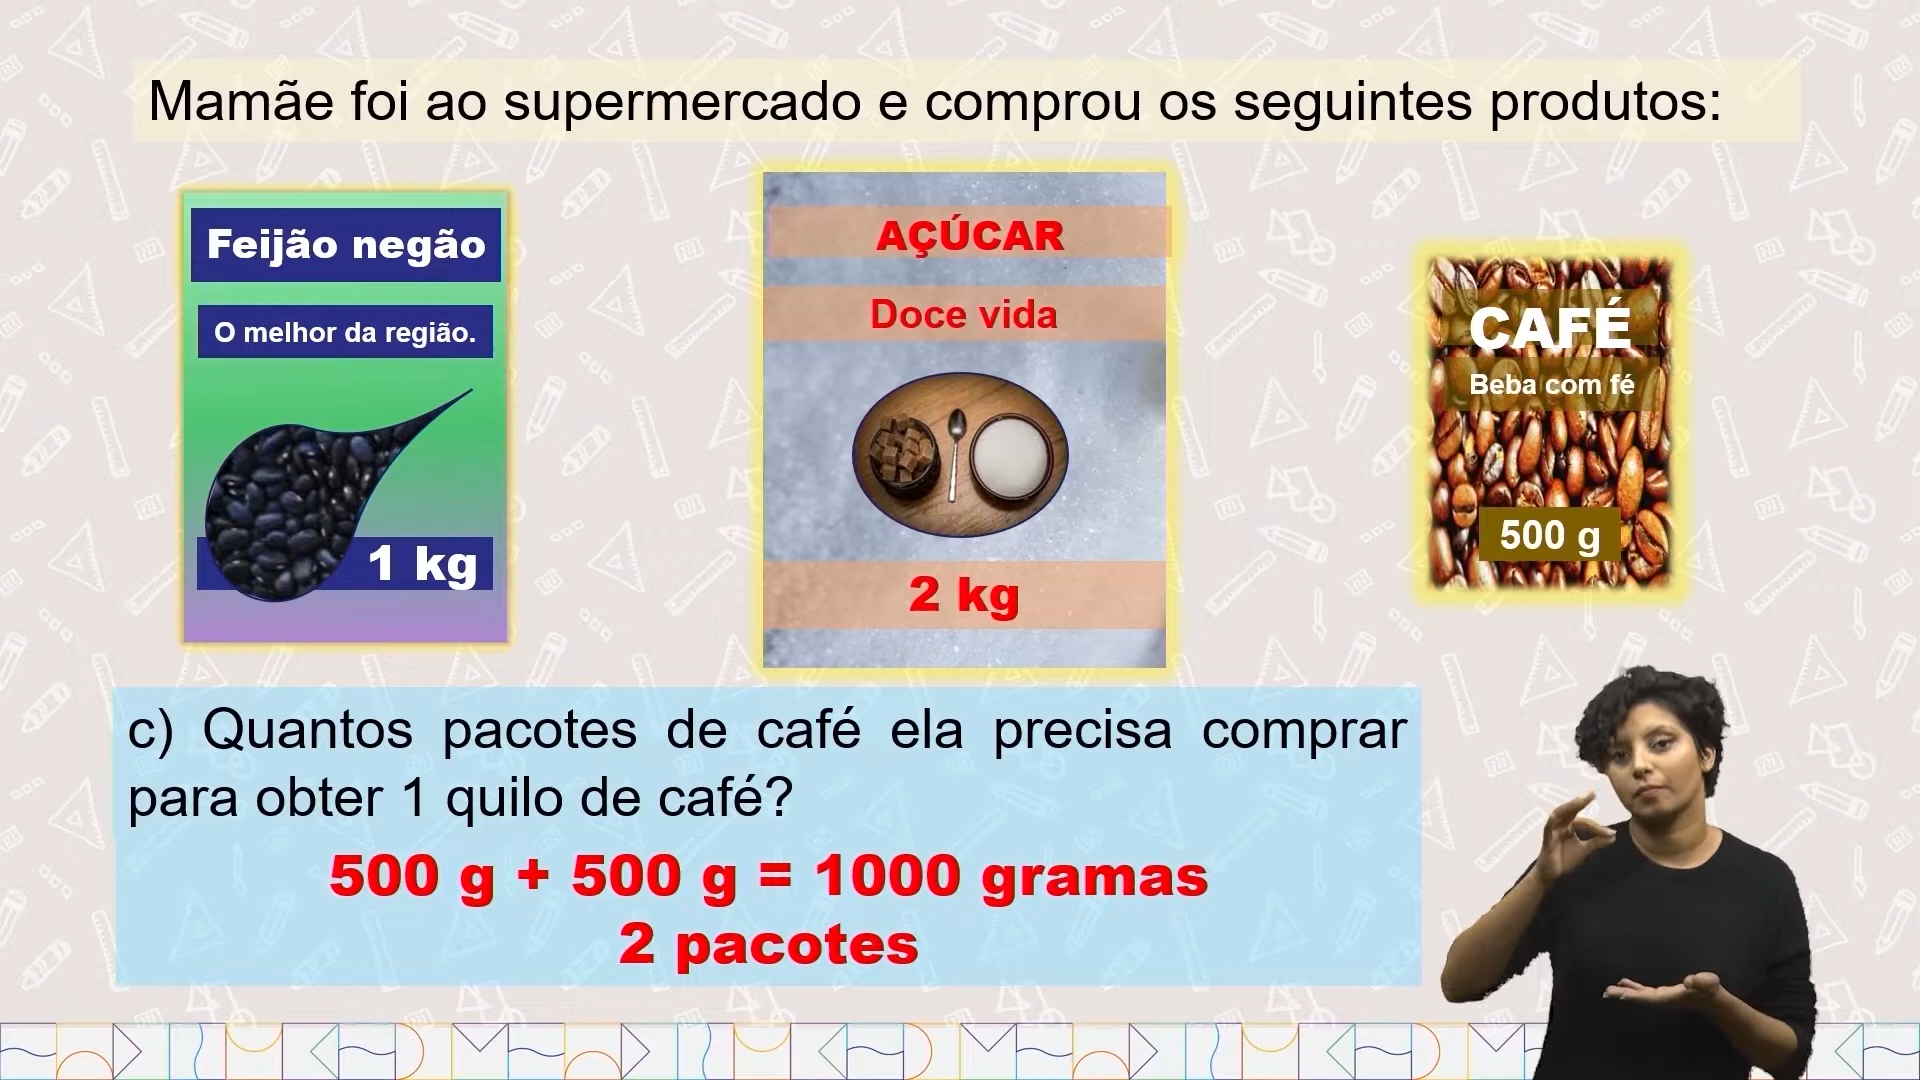 Mamãe foi ao supermercado e comprou os seguintes produtos:
Feijão negão
O melhor da região.
1 kg
AÇÚCAR
Doce vida
2 kg
CAFÉ
Beba com fé
500 g
c) Quantos pacotes de café ela precisa comprar
para obter 1 quilo de café?
500 g + 500 g = 1000 gramas
2 pacotes